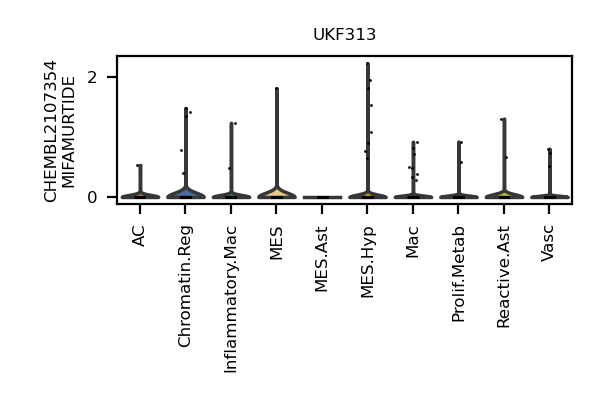 UKF313
CHEMBL2107354
MIFAMURTIDE
2
0
AC
Chromatin.Reg
Inflammatory.Mac
MES
MES.Ast
MES.Hyp
Mac
Prolif.Metab
Reactive.Ast
Vasc